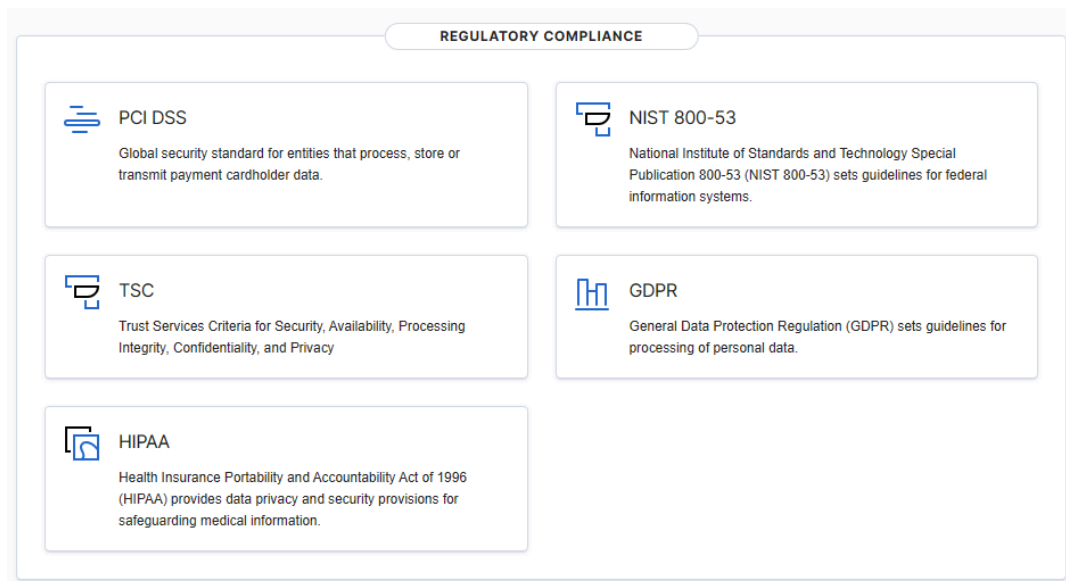 REGULATORY COMPLIANCE
PCI DSS
Global security standard for entities that process, store or
transmit payment cardholder data.
NIST 800-53
National Institute of Standards and Technology Special
Publication 800-53 (NIST 800-53) sets guidelines for federal
information systems.
TSC
Trust Services Criteria for Security, Availability, Processing
Integrity, Confidentiality, and Privacy
GDPR
General Data Protection Regulation (GDPR) sets guidelines for
processing of personal data.
HIPAA
Health Insurance Portability and Accountability Act of 1996
(HIPAA) provides data privacy and security provisions for
safeguarding medical information.